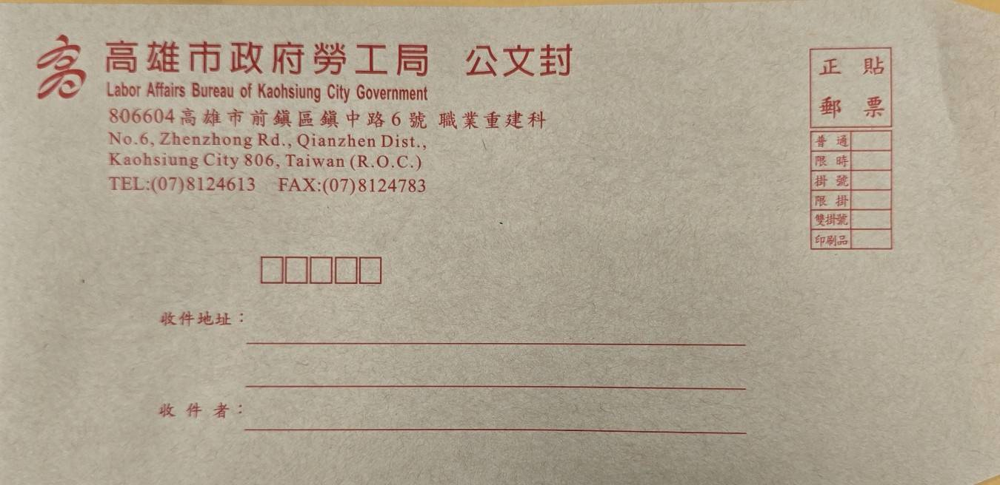 高雄市政府勞工局 公文封
Labor Affairs Bureau of Kaohsiung City Government
806604高雄市前鎮區鎮中路6號 職業重建科
No.6, Zhenzhong Rd., Qianzhen Dist.,
Kaohsiung City 806, Taiwan (R.O.C.)
TEL:(07)8124613 FAX:(07)8124783
正貼
郵票
普通
限時
掛號
限掛
雙掛號
印刷品
收件地址：
收件者：